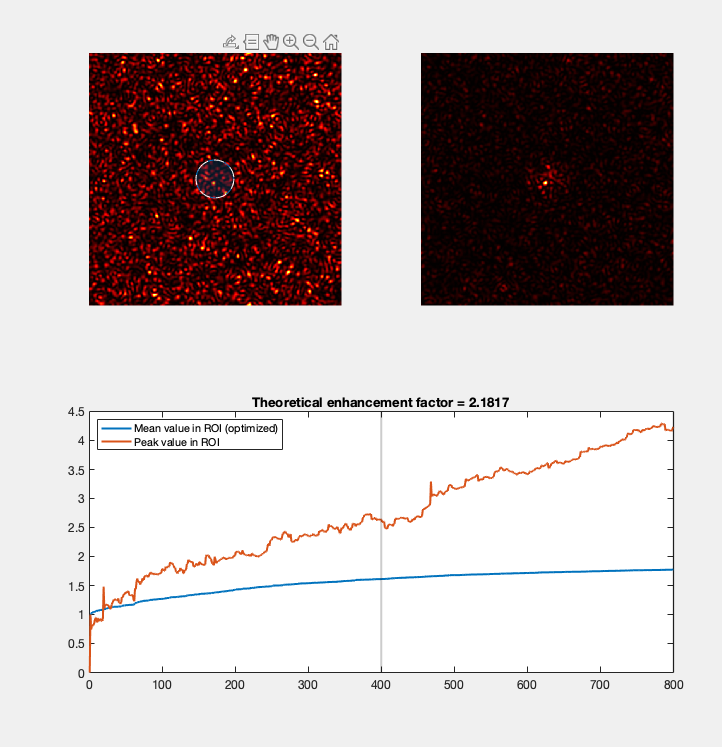 Theoretical enhancement factor = 2.1817
4.5
Mean value in ROI (optimized)
4
Peak value in ROI
3.5
3
2.5
2
1.5
1
0.5
0
0 100 200 300 400 500 600 700 800